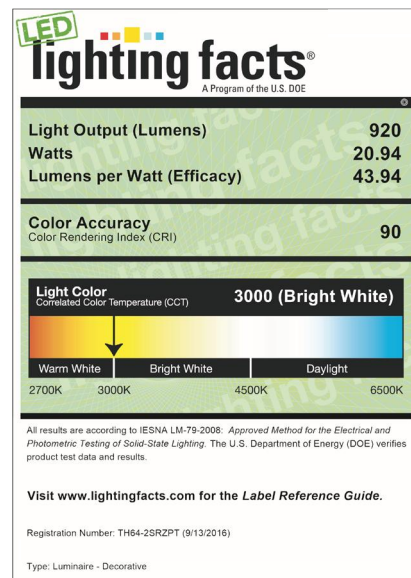 LED
lighting facts®
A Program of the U.S. DOE
Light Output (Lumens) 920
Watts 20.94
Lumens per Watt (Efficacy) 43.94
Color Accuracy
Color Rendering Index (CRI) 90
Light Color
Correlated Color Temperature (CCT) 3000 (Bright White)
Warm White Bright White Daylight
2700K 3000K 4500K 6500K
All results are according to IESNA LM-79-2008: Approved Method for the Electrical and
Photometric Testing of Solid-State Lighting. The U.S. Department of Energy (DOE) verifies
product test data and results.
Visit www.lightingfacts.com for the Label Reference Guide.
Registration Number: TH64-2SRZPT (9/13/2016)
Type: Luminaire - Decorative